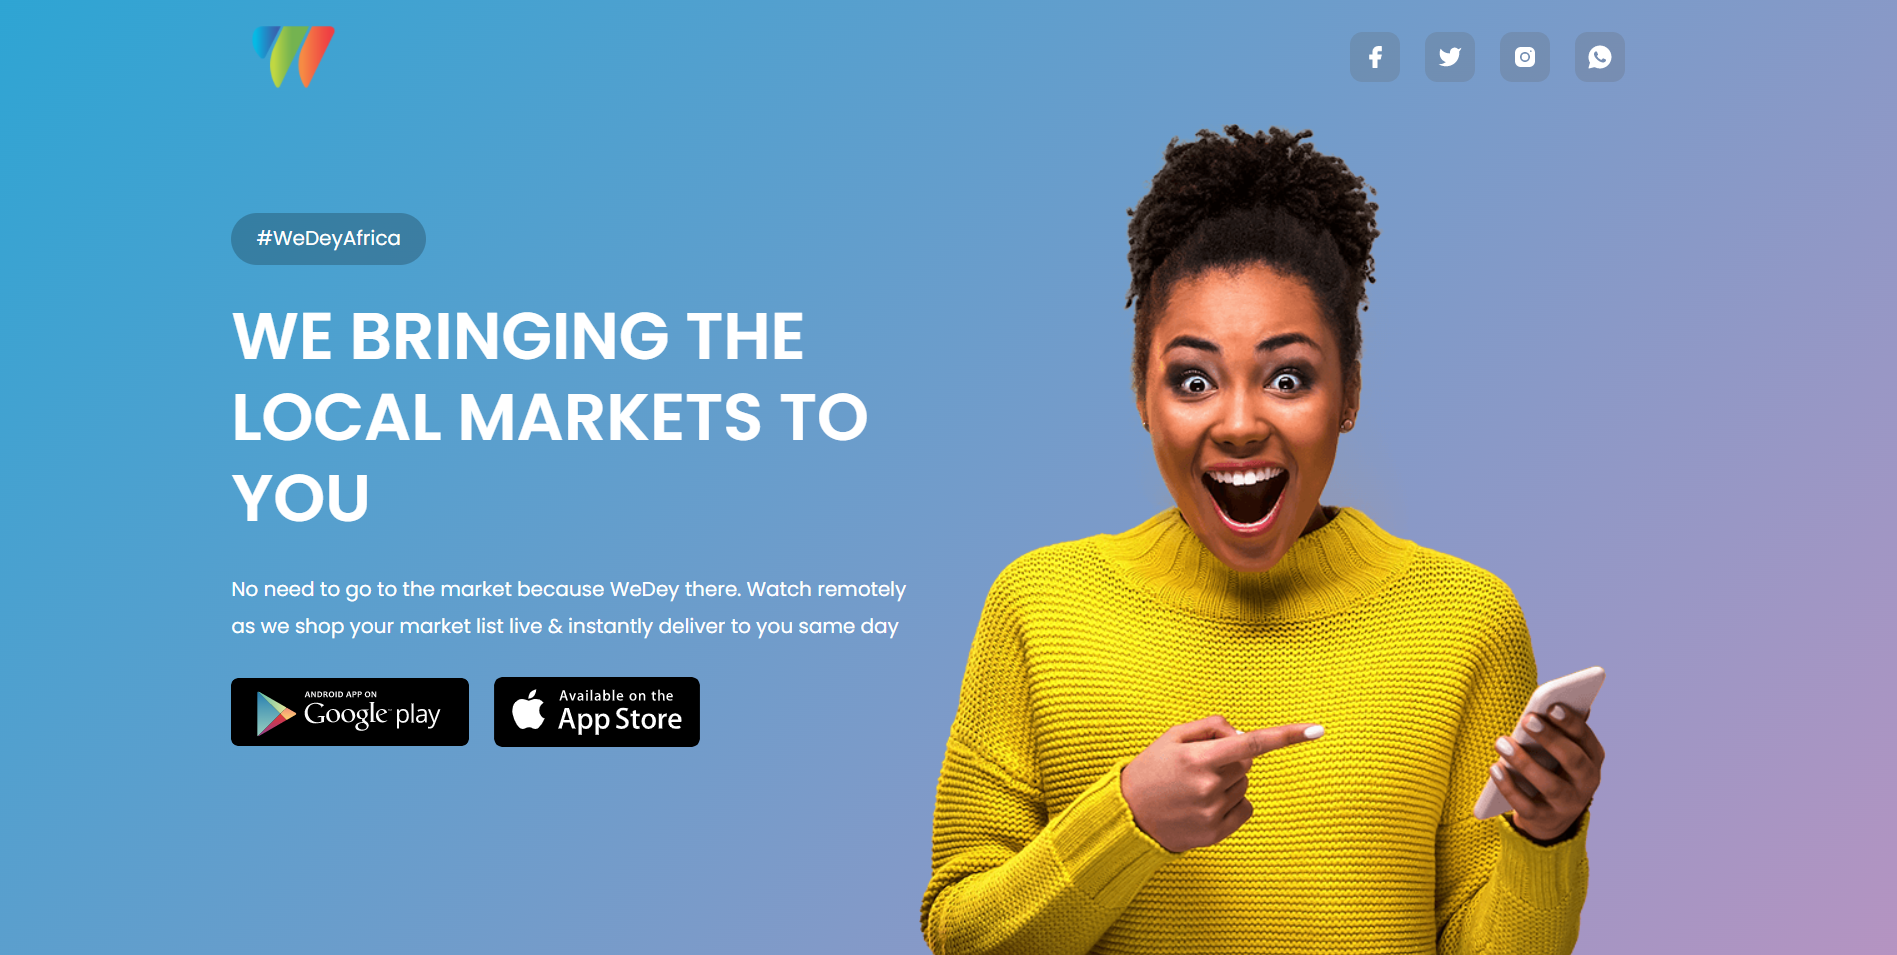 #WeDeyAfrica
WE BRINGING THE
LOCAL MARKETS TO
YOU
No need to go to the market because WeDey there. Watch remotely
as we shop your market list live & instantly deliver to you same day
ANDROID APP ON
Google play
Available on the
App Store